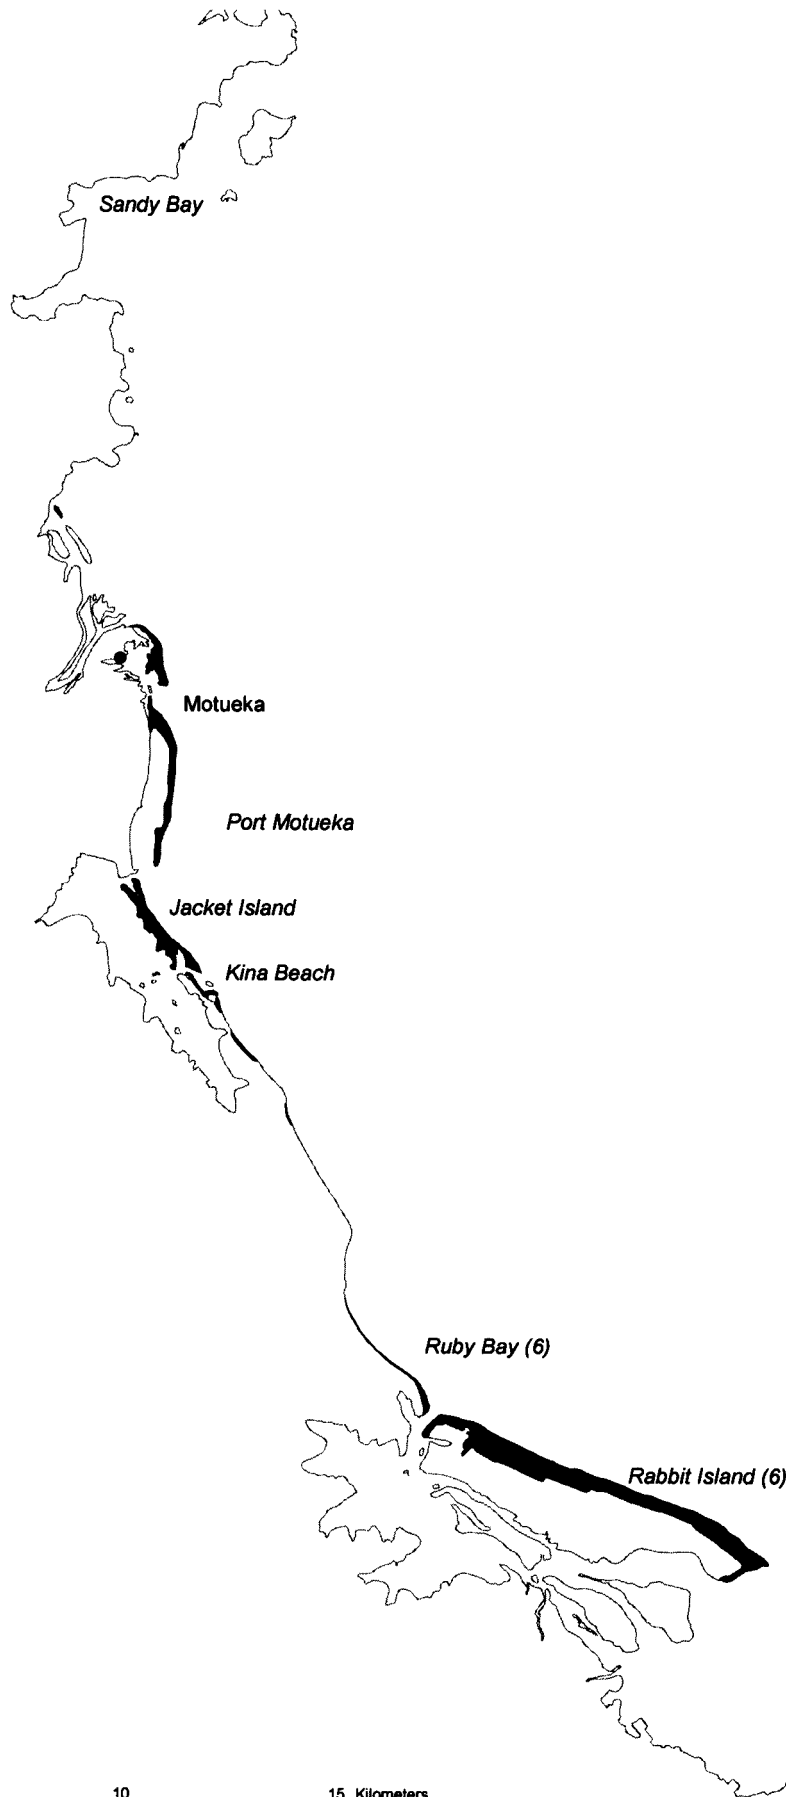 Sandy Bay
Motueka
Port Motueka
Jacket Island
Kina Beach
Ruby Bay (6)
Rabbit Island (6)
10 15 Kilometers